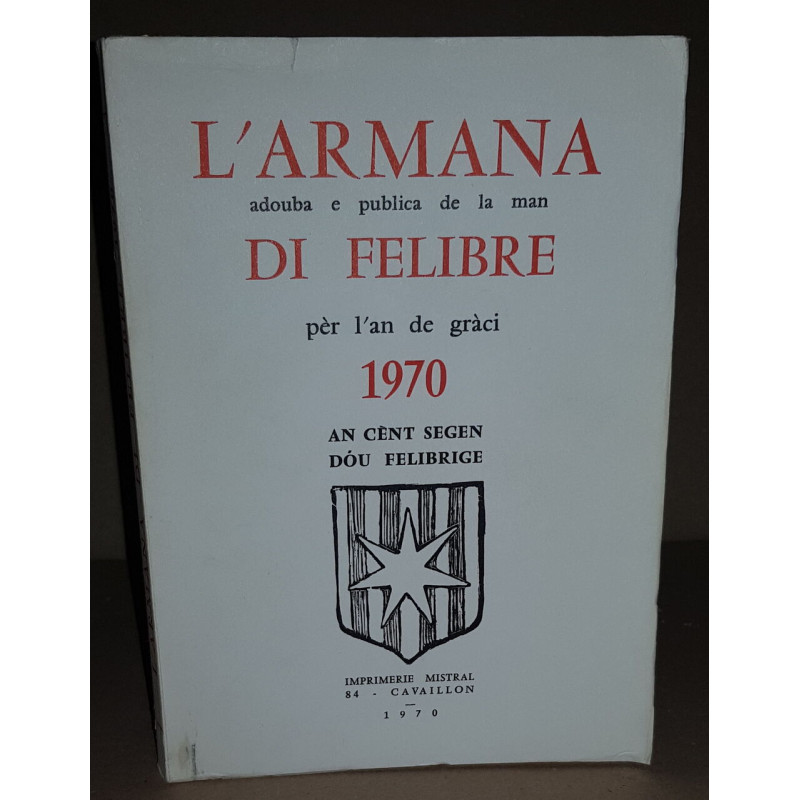 L'ARMANA
adouba e publica de la man
DI FELIBRE
pèr l'an de gràci
1970
AN CÈNT SEGEN
DÓU FELIBRIGE
IMPRIMERIE MISTRAL
84 - CAVAILLON
—
1970